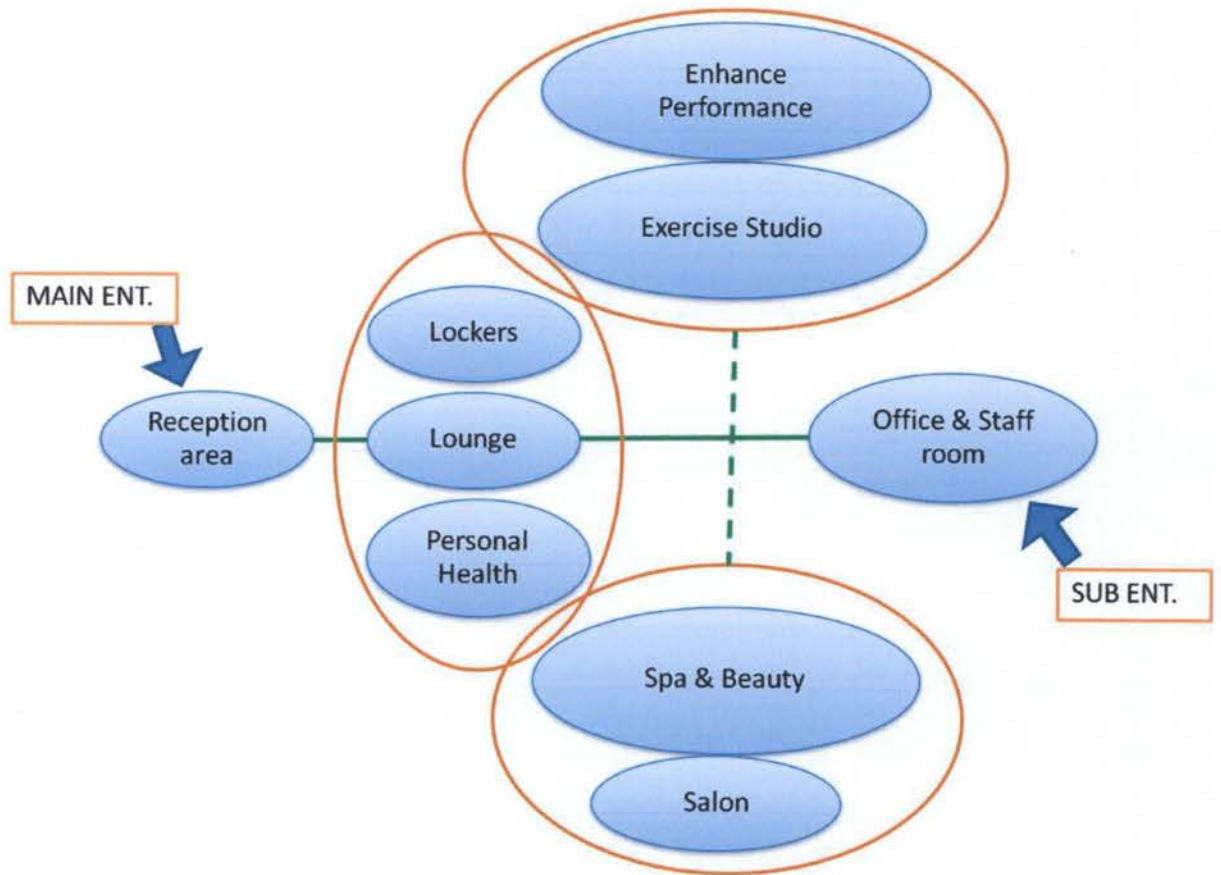 Enhance
Performance
Exercise Studio
MAIN ENT.
Lockers
Reception
area
Lounge
Office & Staff
room
Personal
Health
SUB ENT.
Spa & Beauty
Salon